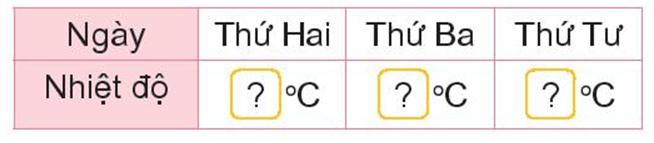 Ngày Thứ Hai Thứ Ba Thứ Tư
Nhiệt độ ? °C ? °C ? °C